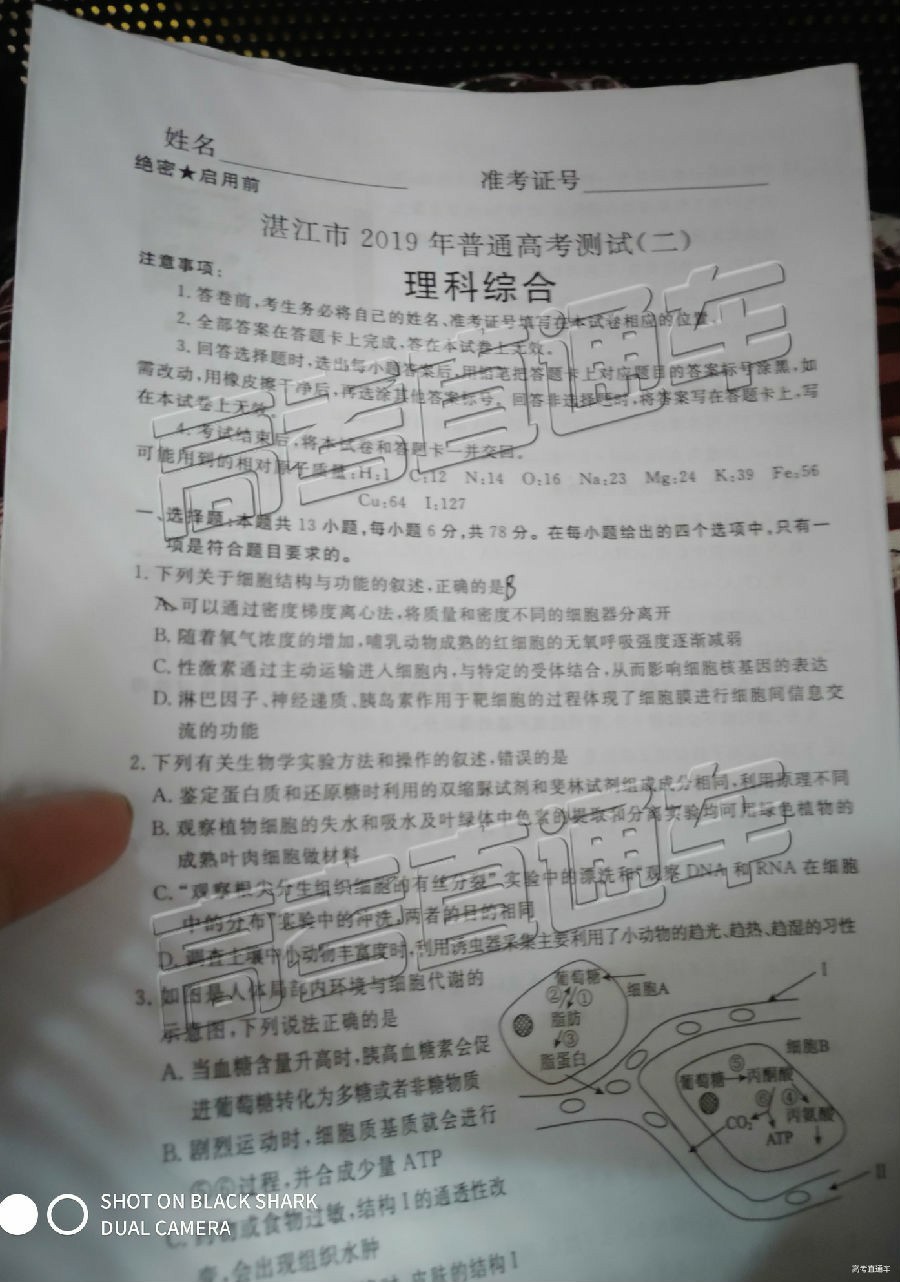 姓名
绝密★启用前
准考证号
湛江市 2019 年普通高考测试(二)
理科综合
注意事项:
1. 答卷前,考生务必将自己的姓名、准考证号填写在本试卷相应的位置。
2. 全部答案在答题卡上完成,答在本试卷上无效。
3. 回答选择题时,选出每小题答案后,用铅笔把答题卡上对应题目的答案标号涂黑,如
需改动,用橡皮擦干净后,再选涂其他答案标号。回答非选择题时,将答案写在答题卡上,写
在本试卷上无效。
4. 考试结束后,将本试卷和答题卡一并交回。
可能用到的相对原子质量:H:1 C:12 N:14 O:16 Na:23 Mg:24 K:39 Fe:56
Cu:64 I:127
一、选择题:本题共 13 小题,每小题 6 分,共 78 分。在每小题给出的四个选项中,只有一
项是符合题目要求的。
1. 下列关于细胞结构与功能的叙述,正确的是B
A. 可以通过密度梯度离心法,将质量和密度不同的细胞器分离开
B. 随着氧气浓度的增加,哺乳动物成熟的红细胞的无氧呼吸强度逐渐减弱
C. 性激素通过主动运输进入细胞内,与特定的受体结合,从而影响细胞核基因的表达
D. 淋巴因子、神经递质、胰岛素作用于靶细胞的过程体现了细胞膜进行细胞间信息交
流的功能
2. 下列有关生物学实验方法和操作的叙述,错误的是
A. 鉴定蛋白质和还原糖时利用的双缩脲试剂和斐林试剂组成成分相同,利用原理不同
B. 观察植物细胞的失水和吸水及叶绿体中色素的提取和分离实验均可用绿色植物的
成熟叶肉细胞做材料
C. “观察根尖分生组织细胞的有丝分裂”实验中的漂洗和“观察 DNA 和 RNA 在细胞
中的分布”实验中的冲洗,两者的目的相同
D. 调查土壤中小动物丰富度时,利用诱虫器采集主要利用了小动物的趋光、趋热、趋湿的习性
3. 如图是人体局部内环境与细胞代谢的
示意图,下列说法正确的是
A. 当血糖含量升高时,胰高血糖素会促
进葡萄糖转化为多糖或者非糖物质
B. 剧烈运动时,细胞质基质就会进行
⑤⑥过程,并合成少量 ATP
C. 或食物过敏,结构 I 的通透性改
变,会出现组织水肿
时,皮肤的结构 I
葡萄糖
细胞A
② ①
脂肪
③
脂蛋白
I
细胞B
葡萄糖 ⑤ 丙酮酸
⑥ ④
CO₂ 丙氨酸
ATP
II
高考直通车
高考直通车
SHOT ON BLACK SHARK
DUAL CAMERA
高考直通车